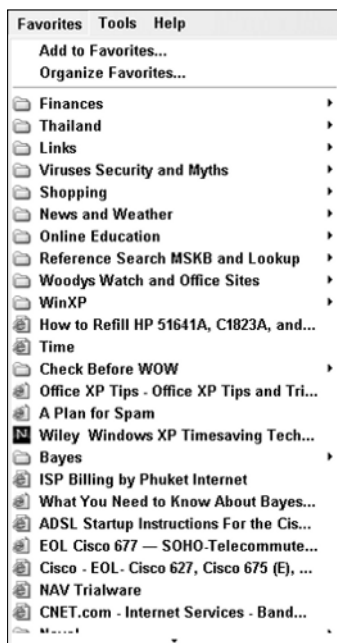 Favorites Tools Help
Add to Favorites...
Organize Favorites...
Finances
Thailand
Links
Viruses Security and Myths
Shopping
News and Weather
Online Education
Reference Search MSKB and Lookup
Woodys Watch and Office Sites
WinXP
How to Refill HP 51641A, C1823A, and...
Time
Check Before WOW
Office XP Tips - Office XP Tips and Tri...
A Plan for Spam
Wiley Windows XP Timesaving Tech...
Bayes
ISP Billing by Phuket Internet
What You Need to Know About Bayes...
ADSL Startup Instructions For the Cis...
EOL Cisco 677 — SOHO-Telecommute...
Cisco - EOL- Cisco 627, Cisco 675 (E), ...
NAV Trialware
CNET.com - Internet Services - Band...